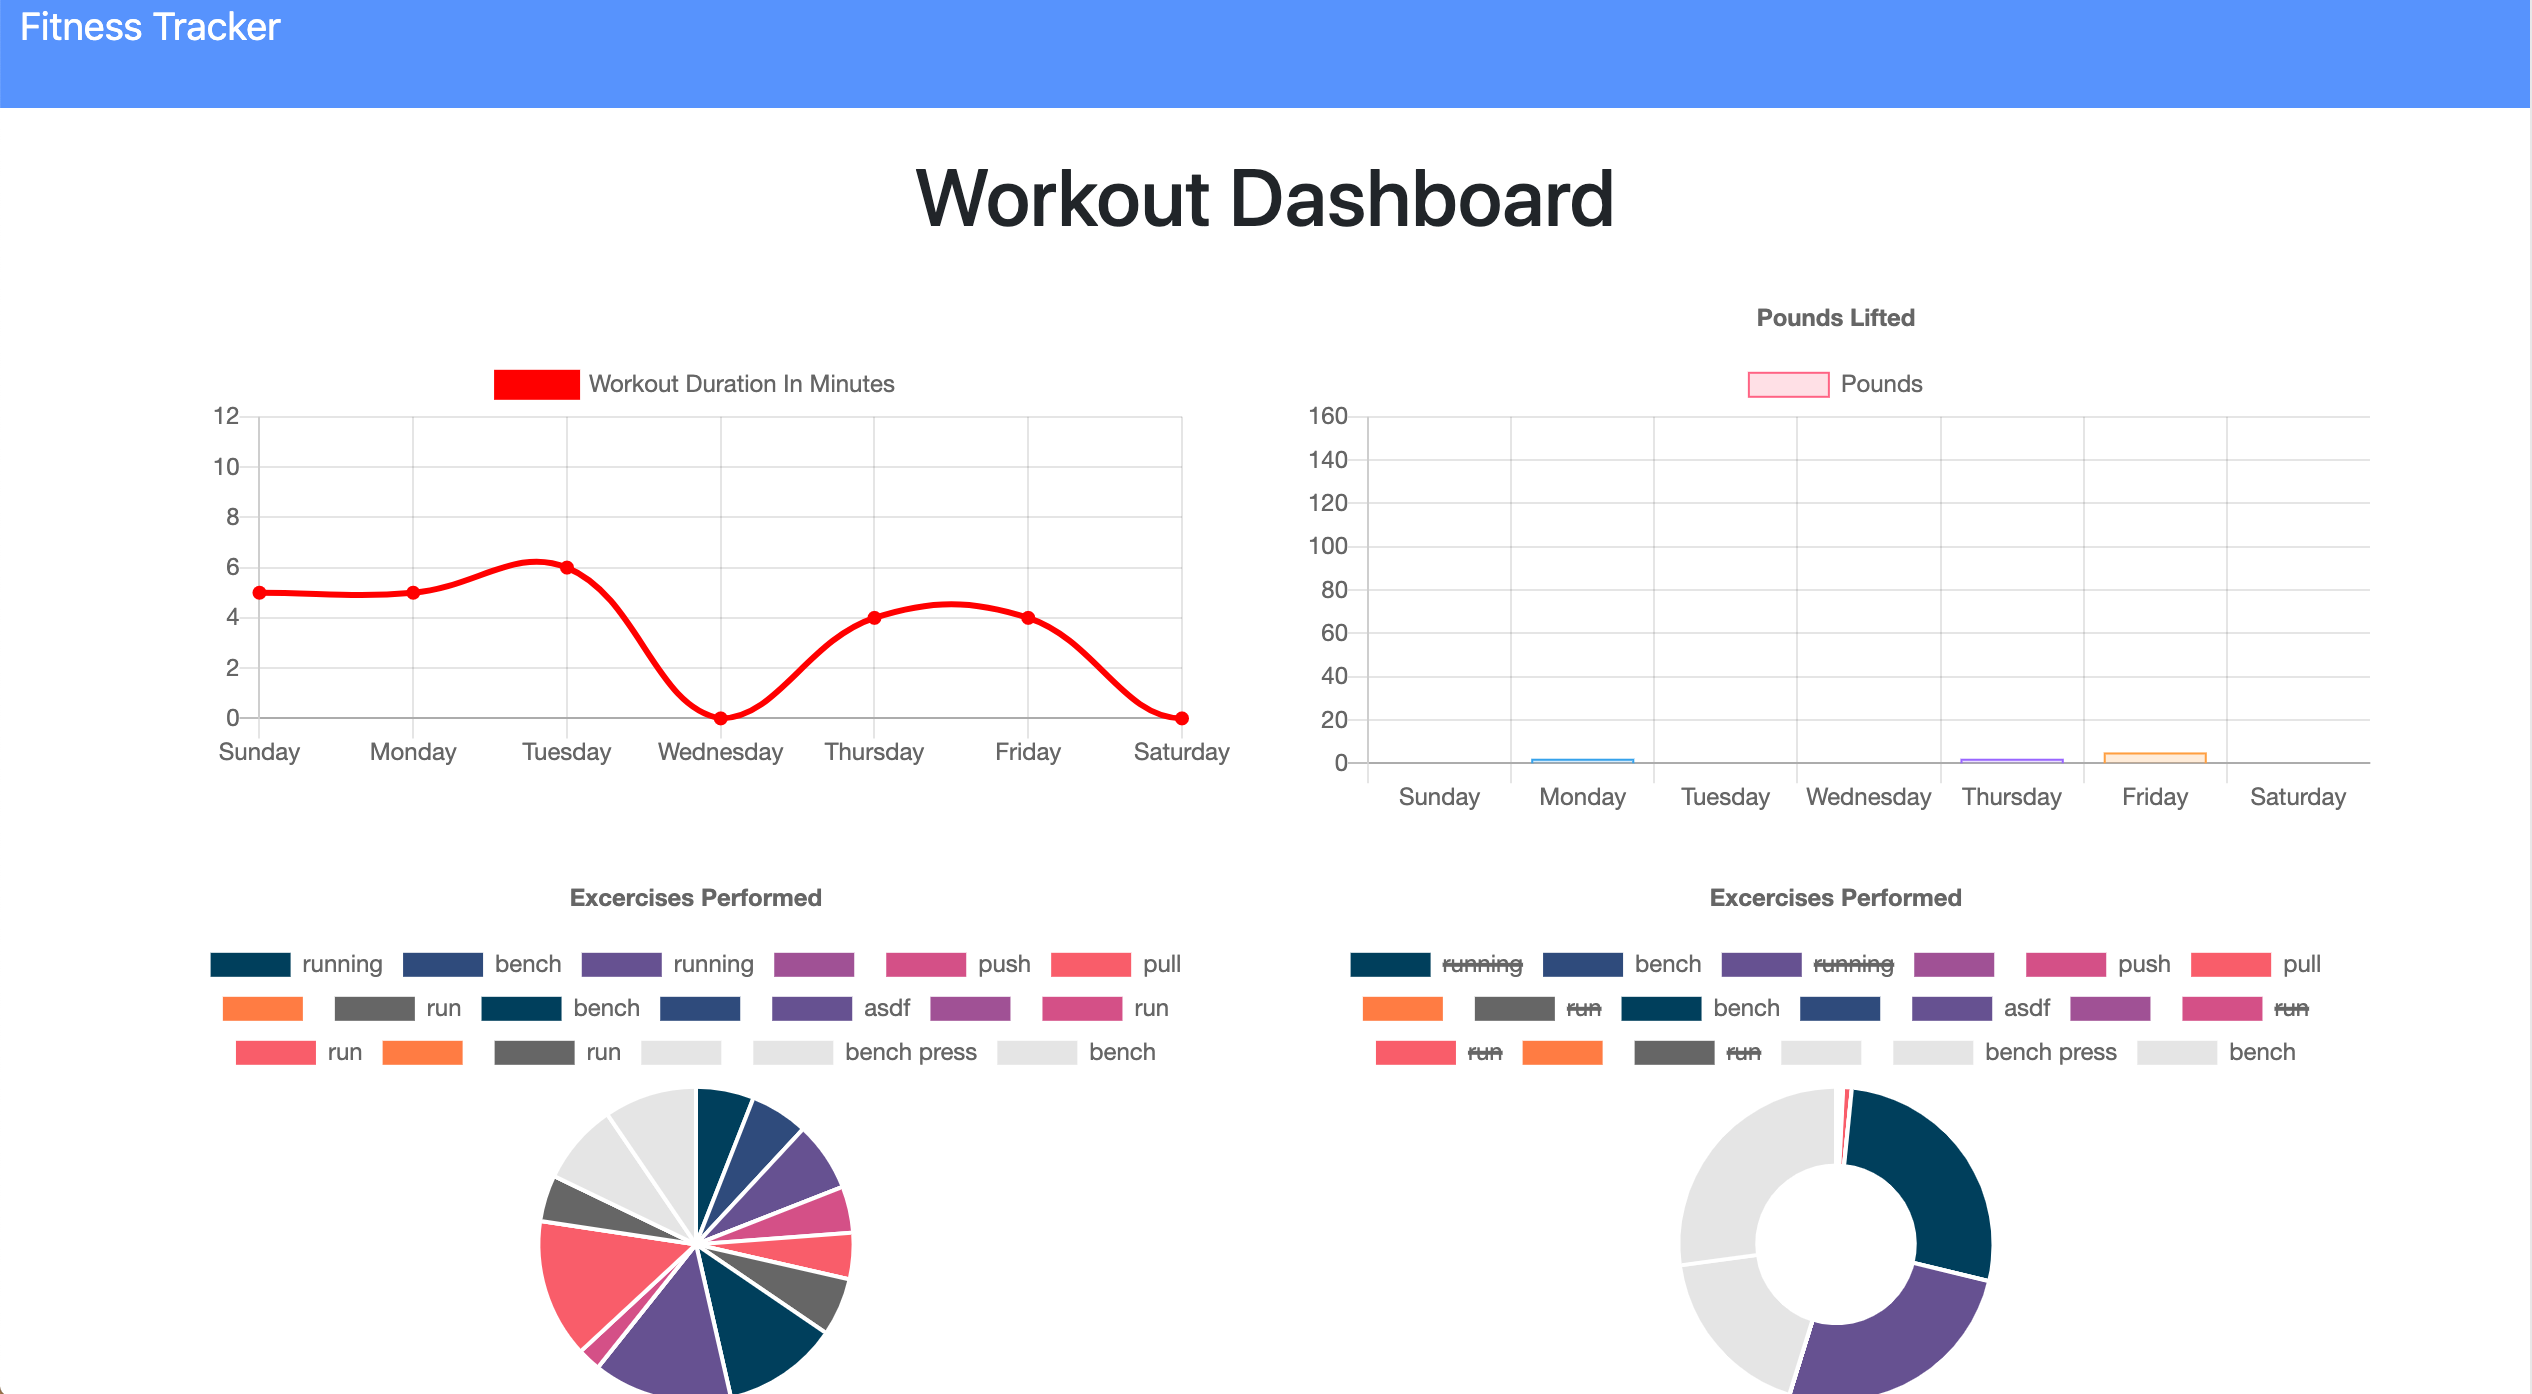 Fitness Tracker
Workout Dashboard
Workout Duration In Minutes
12
10
8
6
4
2
0
Sunday Monday Tuesday Wednesday Thursday Friday Saturday
Pounds Lifted
Pounds
160
140
120
100
80
60
40
20
0
Sunday Monday Tuesday Wednesday Thursday Friday Saturday
Excercises Performed
running bench running push pull
run bench asdf run
run run bench press bench
Excercises Performed
running bench running push pull
run bench asdf run
run run bench press bench